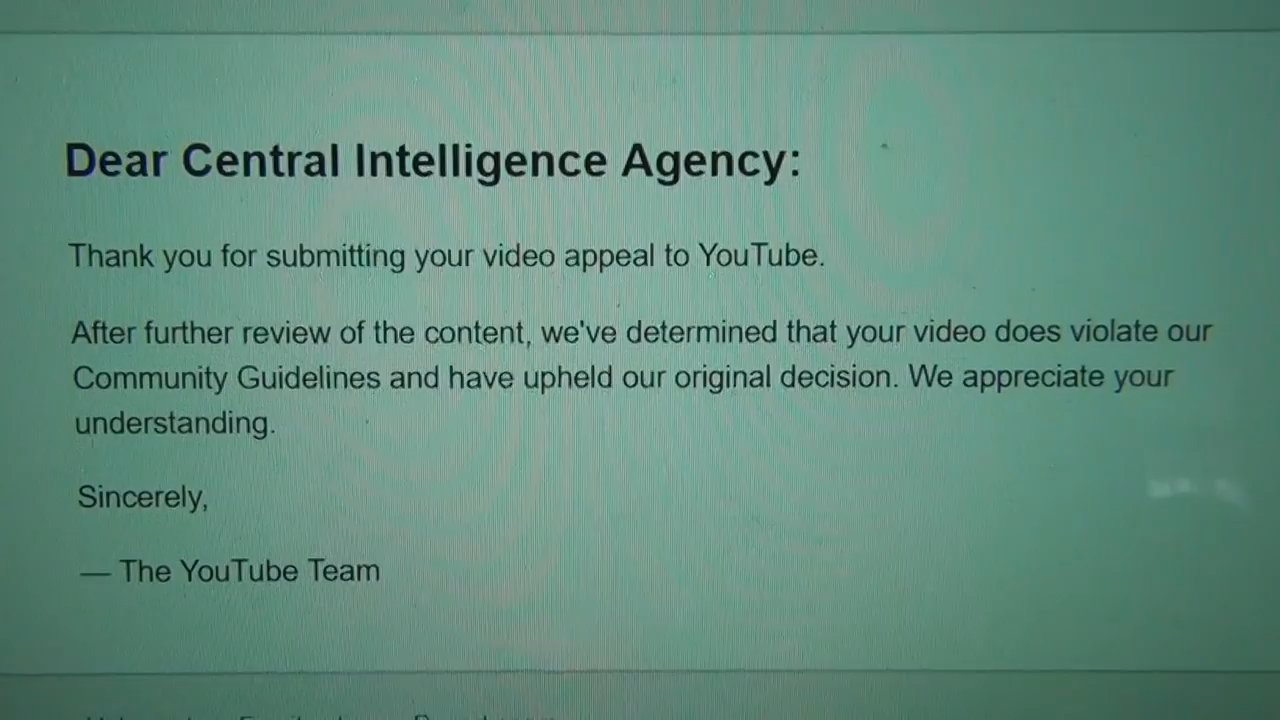 Dear Central Intelligence Agency:
Thank you for submitting your video appeal to YouTube.
After further review of the content, we've determined that your video does violate our
Community Guidelines and have upheld our original decision. We appreciate your
understanding.
Sincerely,
— The YouTube Team